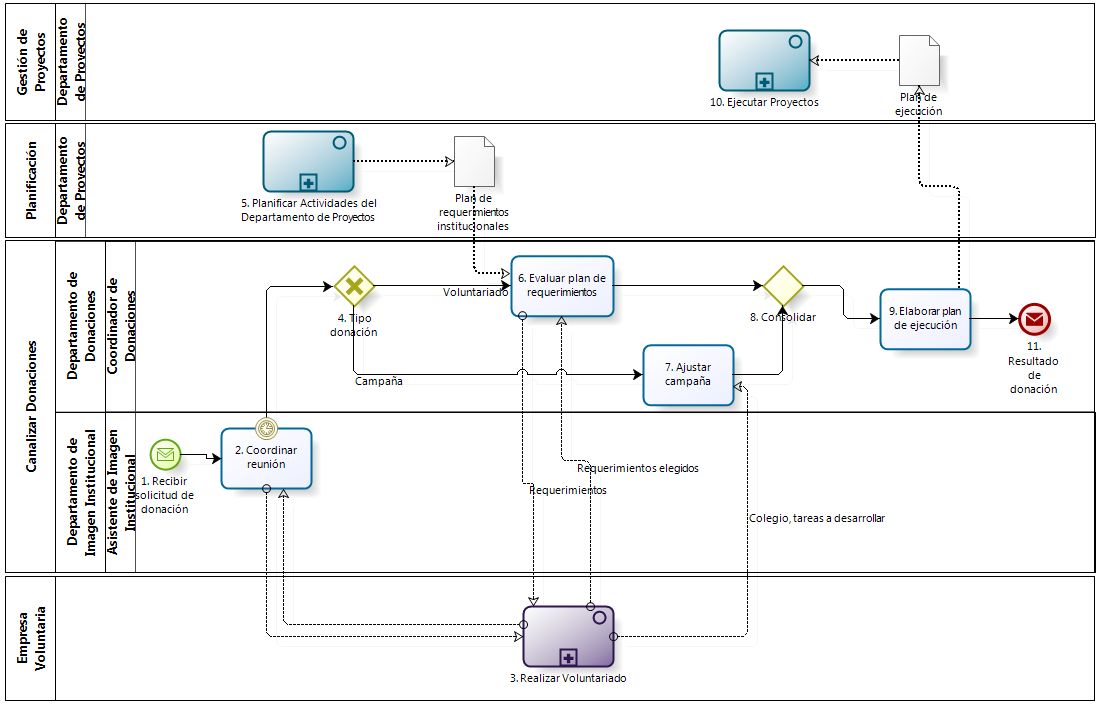 Gestión de
Proyectos
Departamento
de Proyectos
10. Ejecutar Proyectos
Plan de
ejecución
Planificación
Departamento
de Proyectos
5. Planificar Actividades del
Departamento de Proyectos
Plan de
requerimientos
institucionales
Canalizar Donaciones
Departamento de
Donaciones
Coordinador de
Donaciones
4. Tipo
donación
Voluntariado
Campaña
6. Evaluar plan de
requerimientos
7. Ajustar
campaña
8. Consolidar
9. Elaborar plan
de ejecución
11.
Resultado
de
donación
Departamento de
Imagen Institucional
Asistente de Imagen
Institucional
1. Recibir
solicitud de
donación
2. Coordinar
reunión
Requerimientos elegidos
Requerimientos
Colegio, tareas a desarrollar
Empresa
Voluntaria
3. Realizar Voluntariado